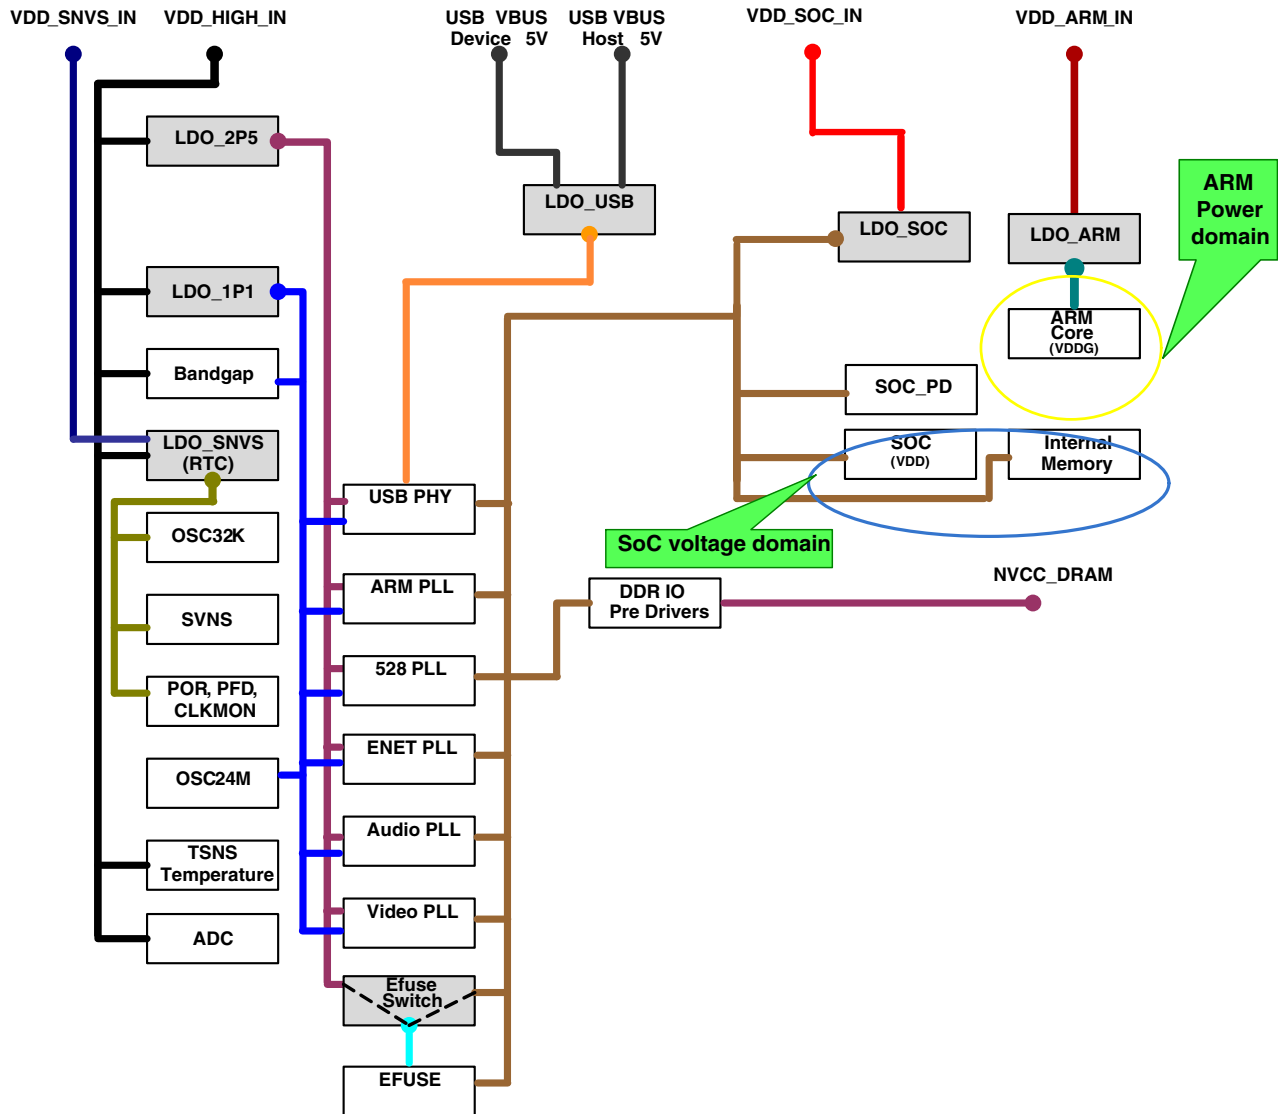 VDD_SNVS_IN
VDD_HIGH_IN
USB VBUS
Device 5V
USB VBUS
Host 5V
VDD_SOC_IN
VDD_ARM_IN
LDO_2P5
LDO_USB
LDO_SOC
LDO_ARM
ARM
Power
domain
LDO_1P1
ARM
Core
(VDDG)
Bandgap
SOC_PD
LDO_SNVS
(RTC)
SOC
(VDD)
Internal
Memory
USB PHY
OSC32K
SoC voltage domain
NVCC_DRAM
ARM PLL
DDR IO
Pre Drivers
SVNS
528 PLL
POR, PFD,
CLKMON
ENET PLL
OSC24M
Audio PLL
TSNS
Temperature
Video PLL
ADC
Efuse
Switch
EFUSE